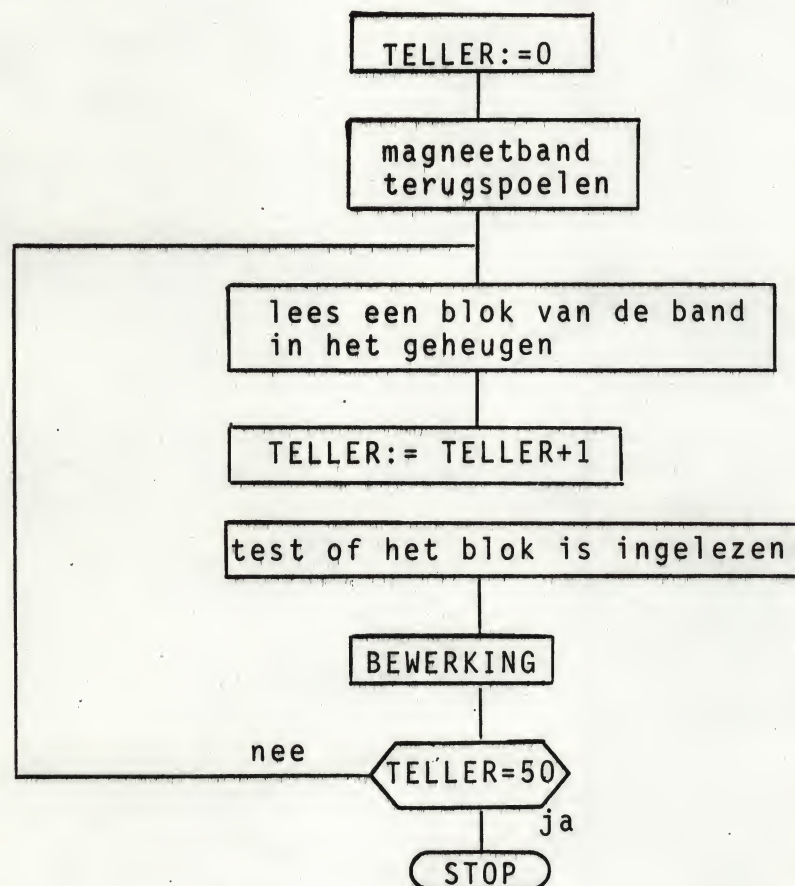 TELLER:=0
magneetband
terugspoelen
lees een blok van de band
in het geheugen
TELLER:= TELLER+1
test of het blok is ingelezen
BEWERKING
nee
TELLER=50
ja
STOP